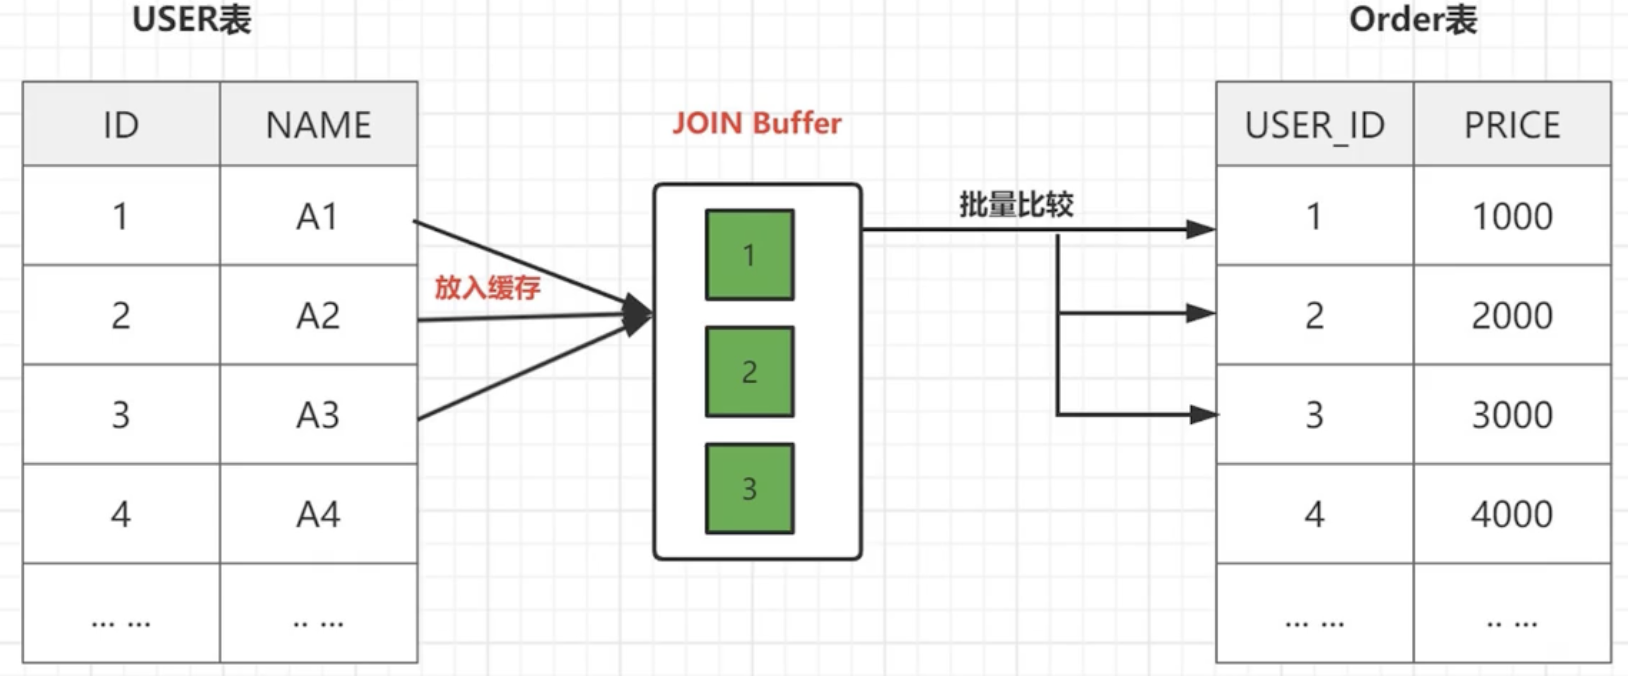 USER表
Order表
ID NAME
1 A1
2 A2
3 A3
4 A4
... ... .. ...
放入缓存
JOIN Buffer
1
2
3
批量比较
USER_ID PRICE
1 1000
2 2000
3 3000
4 4000
... ... .. ...